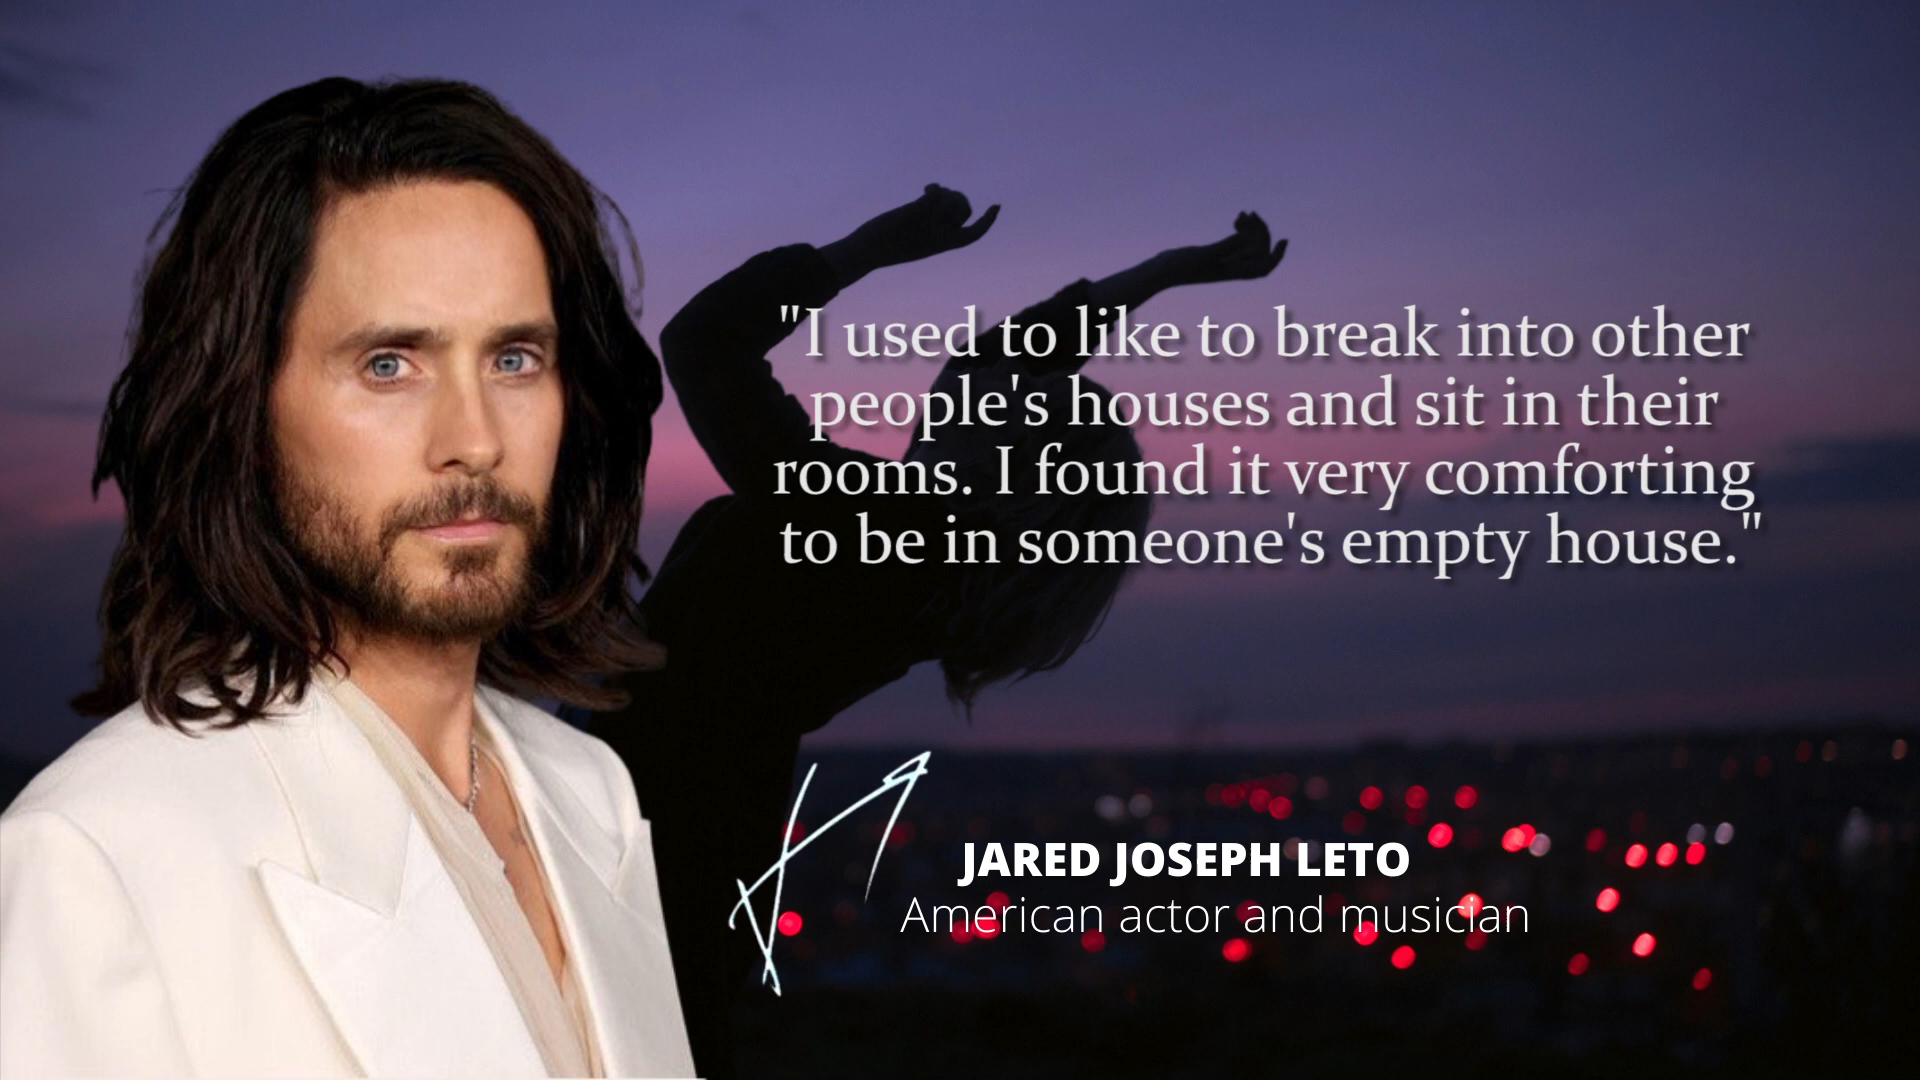 "I used to like to break into other
people's houses and sit in their
rooms. I found it very comforting
to be in someone's empty house."
JARED JOSEPH LETO
American actor and musician